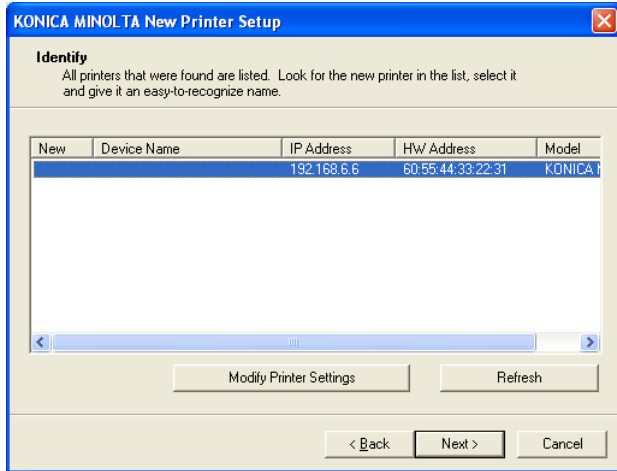 KONICA MINOLTA New Printer Setup
Identify
All printers that were found are listed. Look for the new printer in the list, select it
and give it an easy-to-recognize name.
New Device Name IP Address HW Address Model
192.168.6.6 60:55:44:33:22:31 KONICA
Modify Printer Settings Refresh
< Back Next > Cancel